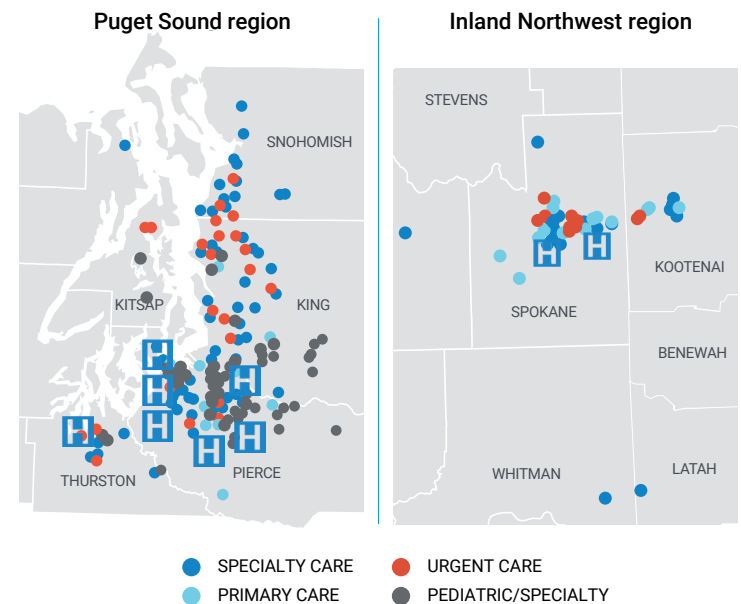 Puget Sound region
SNOHOMISH
KITSAP
KING
THURSTON
PIERCE
H
H
H
H
H
H
H
Inland Northwest region
STEVENS
SPOKANE
KOOTENAI
BENEWAH
WHITMAN
LATAH
H
H
SPECIALTY CARE
URGENT CARE
PRIMARY CARE
PEDIATRIC/SPECIALTY